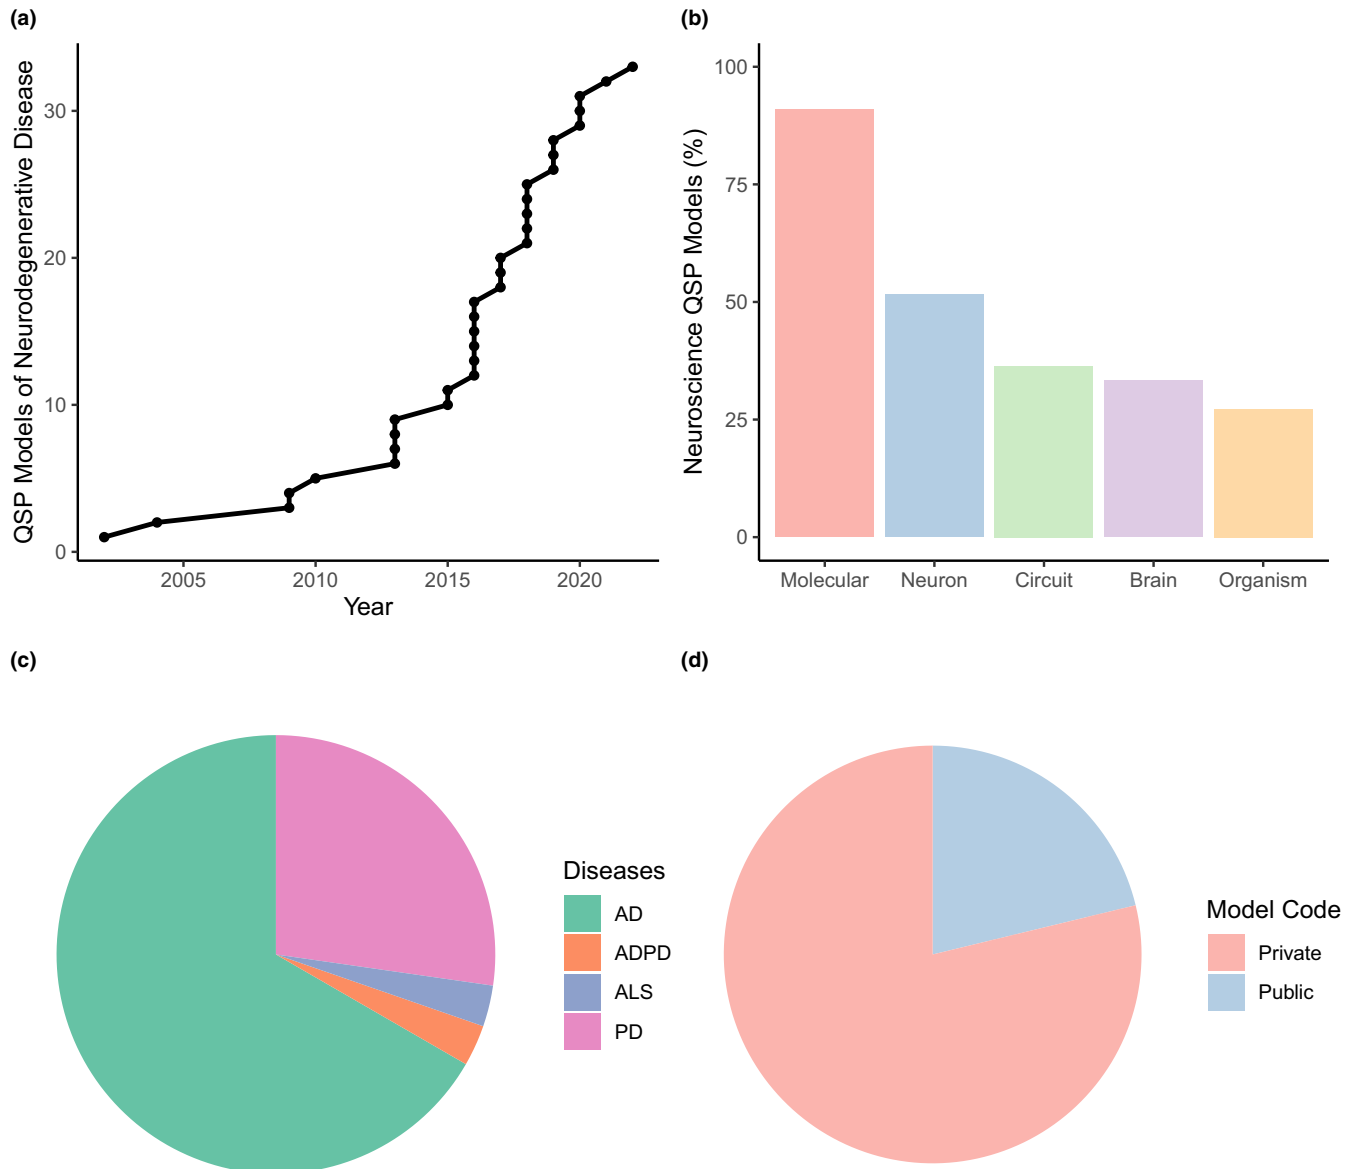 (a)
QSP Models of Neurodegenerative Disease
30
20
10
0
2005 2010 2015 2020
Year
(b)
Neuroscience QSP Models (%)
100
75
50
25
0
Molecular Neuron Circuit Brain Organism
(c)
Diseases
AD
ADPD
ALS
PD
(d)
Model Code
Private
Public